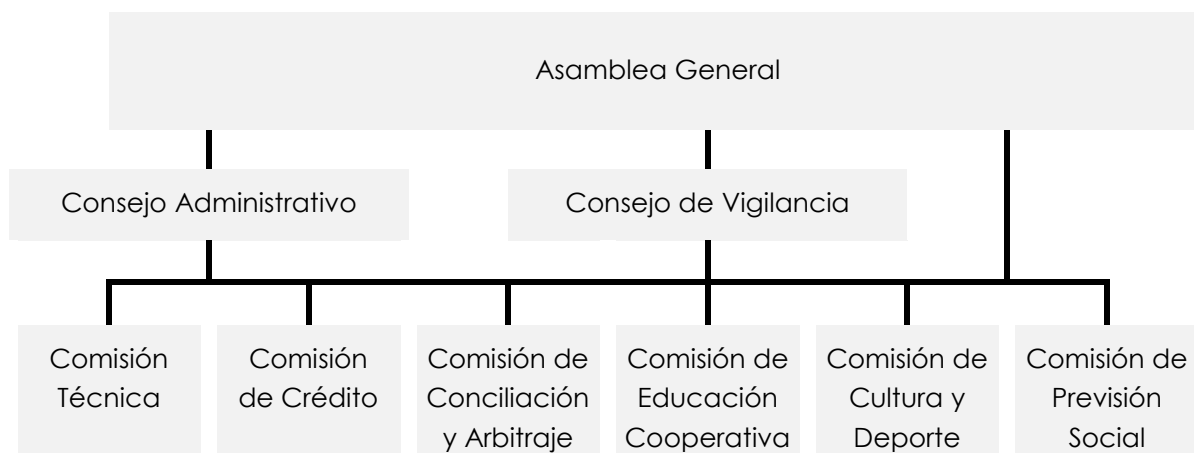 Asamblea General
Consejo Administrativo
Consejo de Vigilancia
Comisión
Técnica
Comisión
de Crédito
Comisión de
Conciliación
y Arbitraje
Comisión de
Educación
Cooperativa
Comisión de
Cultura y
Deporte
Comisión de
Previsión
Social